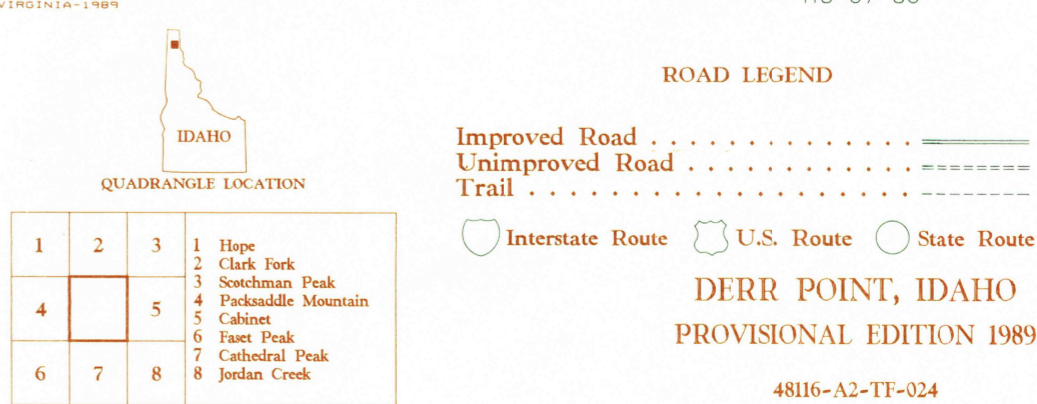 VIRGINIA-1989
IDAHO
QUADRANGLE LOCATION
1 2 3
4 5
6 7 8
1 Hope
2 Clark Fork
3 Scotchman Peak
4 Packsaddle Mountain
5 Cabinet
6 Faset Peak
7 Cathedral Peak
8 Jordan Creek
ROAD LEGEND
Improved Road . . . . . . . . . . . . . .
Unimproved Road . . . . . . . . . . . .
Trail . . . . . . . . . . . . . . . . . . . . .
Interstate Route U.S. Route State Route
DERR POINT, IDAHO
PROVISIONAL EDITION 1989
48116-A2-TF-024